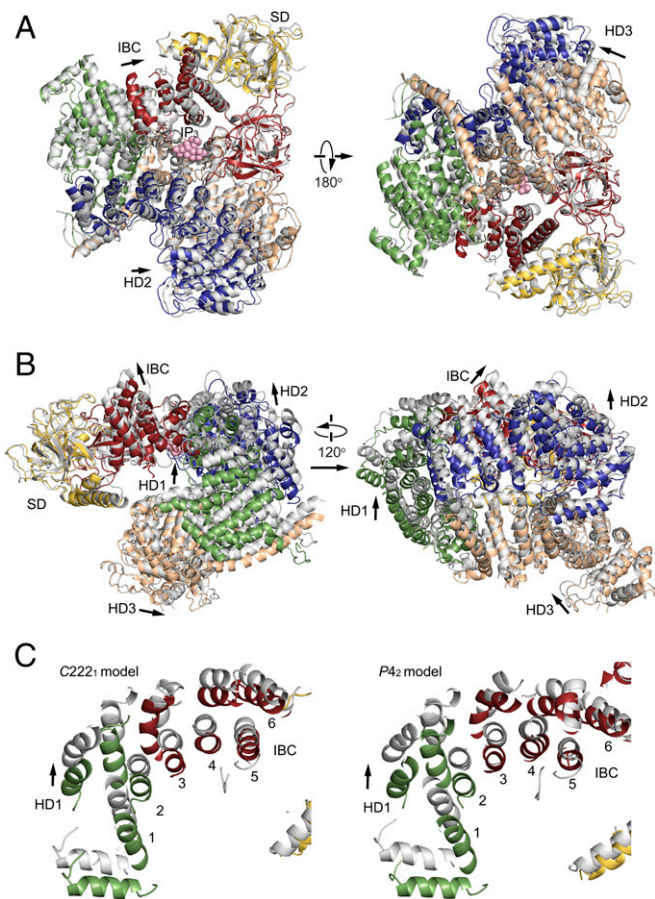 A
IBC
SD
IP3
HD2
180°
HD3
B
IBC
HD2
HD1
SD
HD3
120°
IBC
HD2
HD1
HD3
C
C2221 model
6
IBC
5
4
3
HD1
2
1
P42 model
6
IBC
5
4
3
HD1
2
1